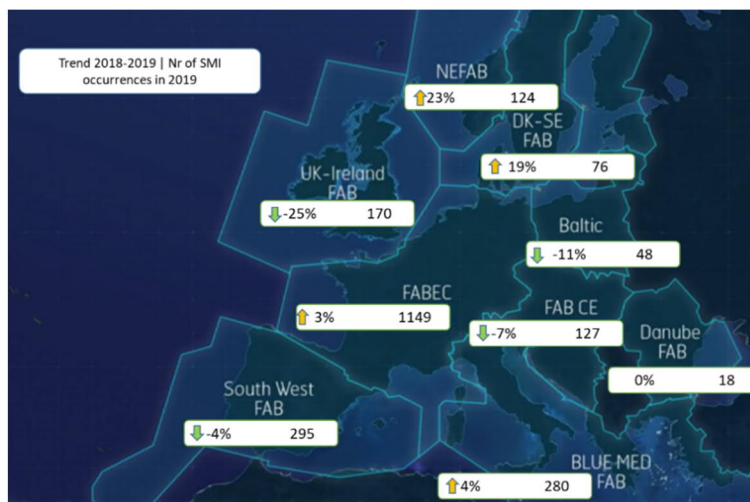 Trend 2018-2019 | Nr of SMI
occurrences in 2019
NEFAB
23% 124
DK-SE
FAB
19% 76
UK-Ireland
FAB
-25% 170
Baltic
-11% 48
FABEC
3% 1149
FAB CE
-7% 127
Danube
FAB
0% 18
South West
FAB
-4% 295
BLUE MED
FAB
4% 280